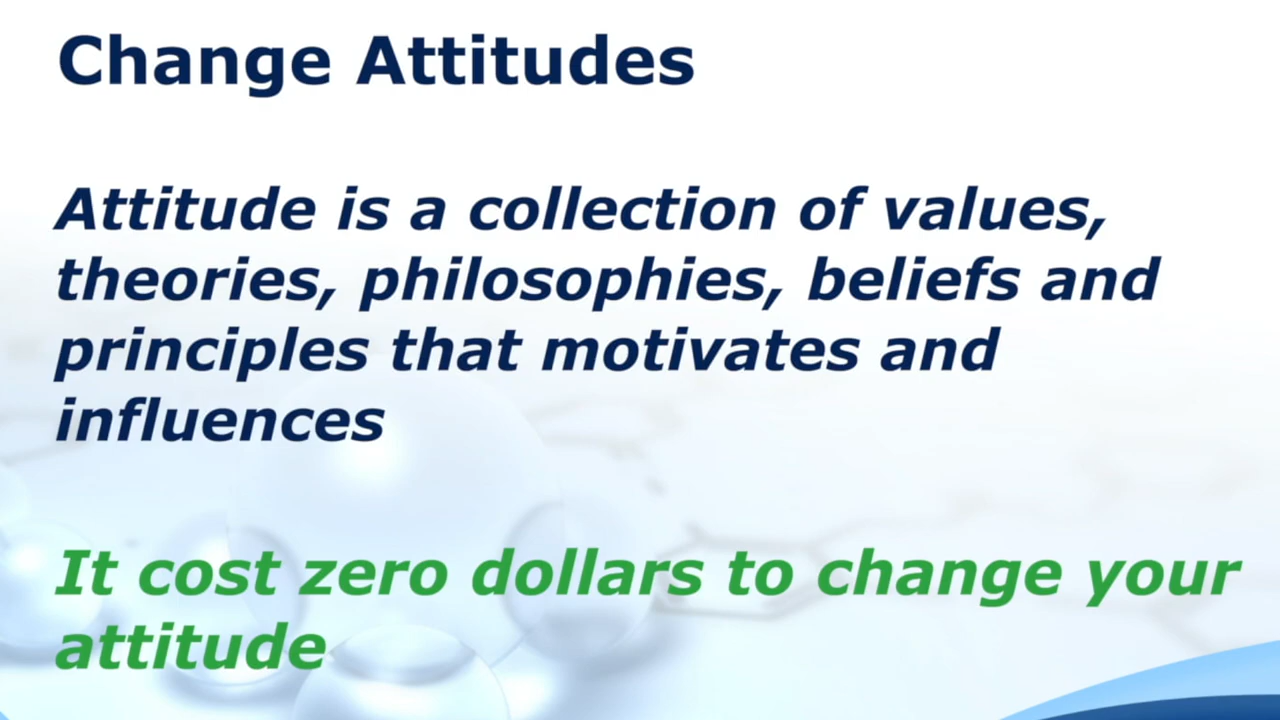 Change Attitudes
Attitude is a collection of values,
theories, philosophies, beliefs and
principles that motivates and
influences
It cost zero dollars to change your
attitude